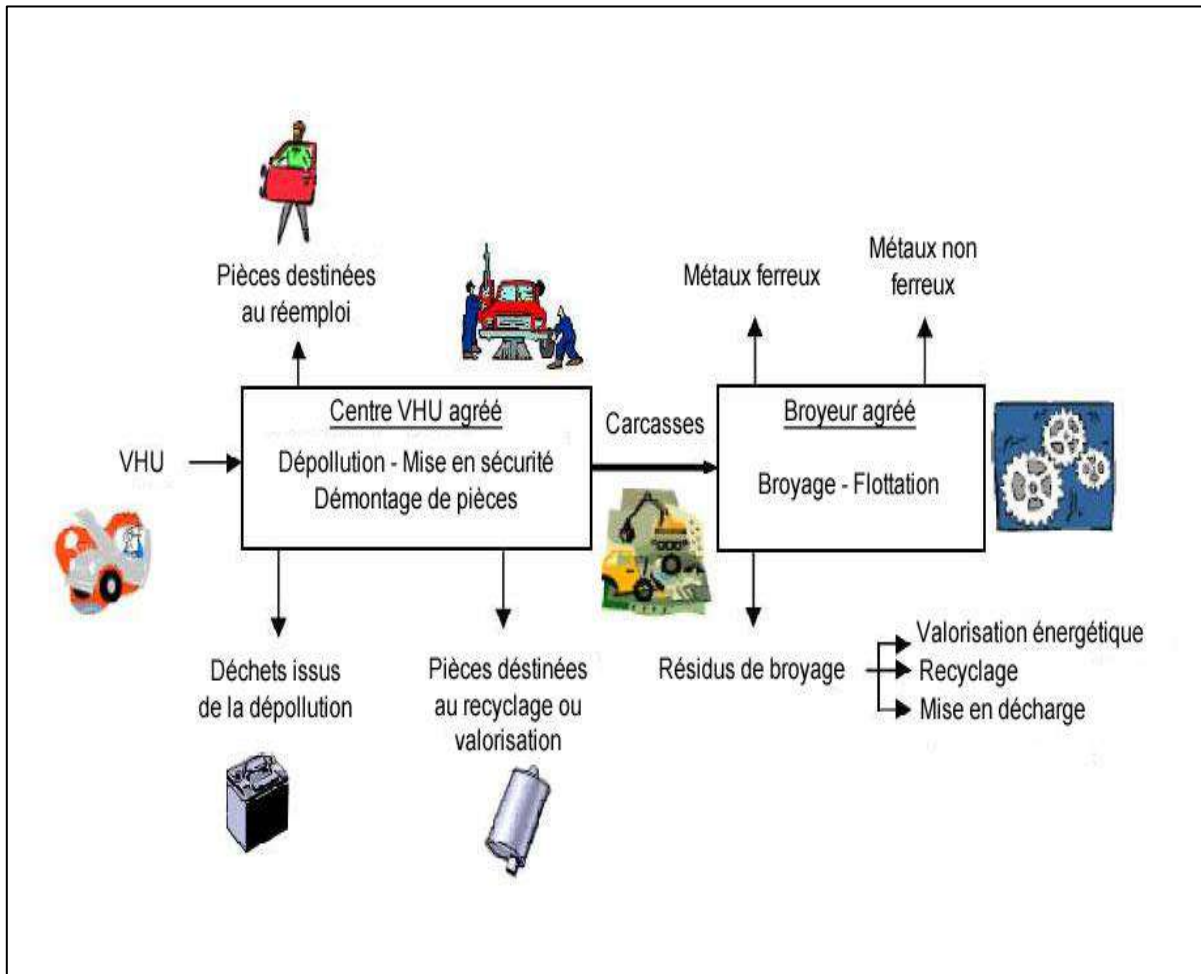 Pièces destinées
au réemploi
Métaux ferreux
Métaux non
ferreux
VHU
Centre VHU agréé
Dépollution - Mise en sécurité
Démontage de pièces
Carcasses
Broyeur agréé
Broyage - Flottation
Déchets issus
de la dépollution
Pièces déstinées
au recyclage ou
valorisation
Résidus de broyage
Valorisation énergétique
Recyclage
Mise en décharge